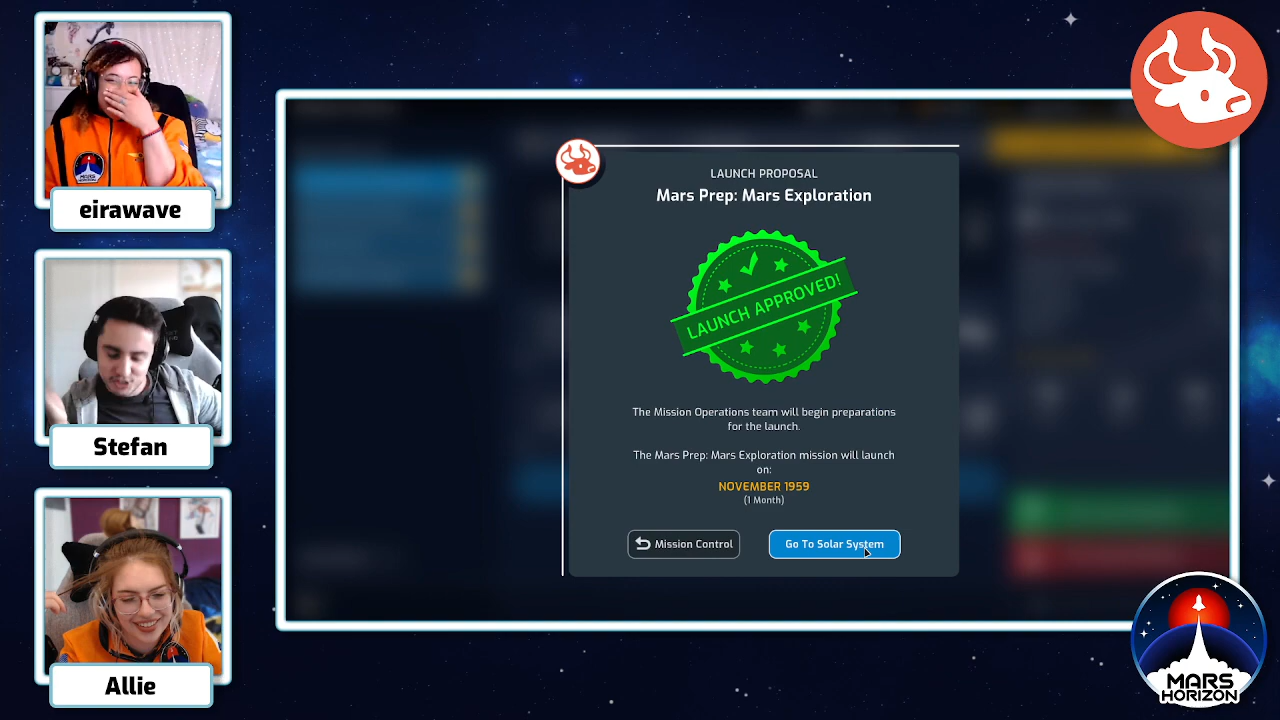 eirawave
Stefan
Allie
LAUNCH PROPOSAL
Mars Prep: Mars Exploration
LAUNCH APPROVED!
The Mission Operations team will begin preparations
for the launch.
The Mars Prep: Mars Exploration mission will launch
on:
NOVEMBER 1959
(1 Month)
Mission Control
Go To Solar System
MARS
HORIZON